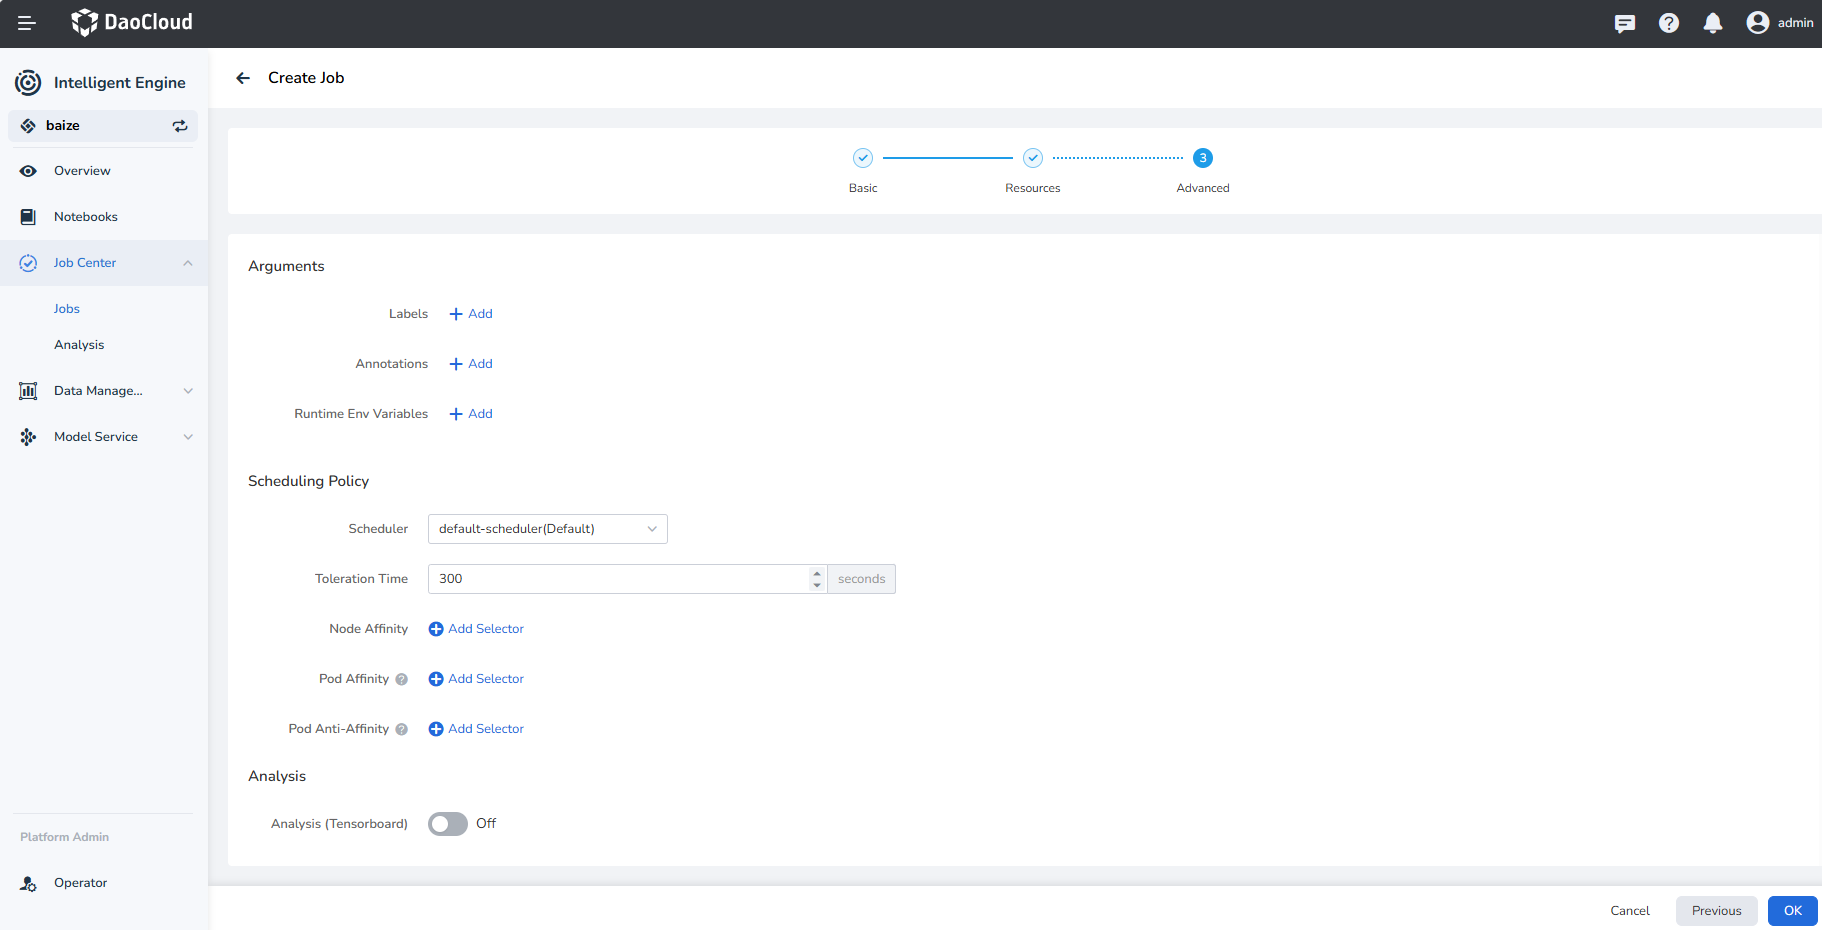 DaoCloud
admin
Intelligent Engine
baize
Overview
Notebooks
Job Center
Jobs
Analysis
Data Manage...
Model Service
Platform Admin
Operator
Create Job
3
Basic
Resources
Advanced
Arguments
Labels
Add
Annotations
Add
Runtime Env Variables
Add
Scheduling Policy
Scheduler
default-scheduler(Default)
Toleration Time
300
seconds
Node Affinity
Add Selector
Pod Affinity ?
Add Selector
Pod Anti-Affinity ?
Add Selector
Analysis
Analysis (Tensorboard)
Off
Cancel
Previous
OK